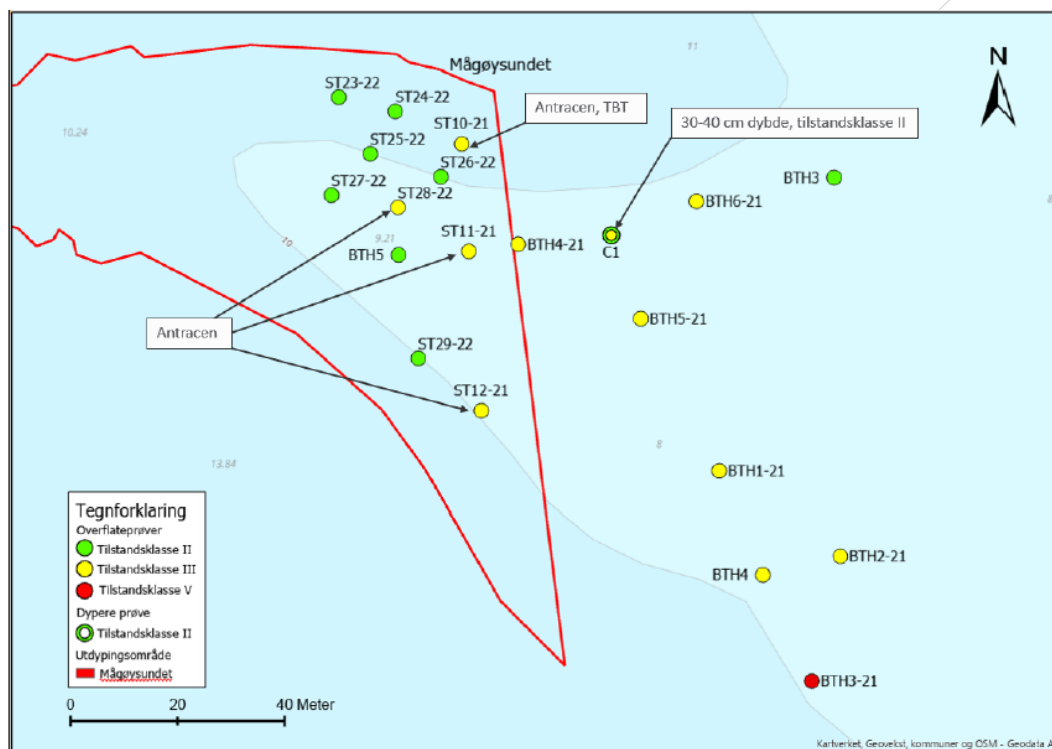 11
N
Mågøysundet
ST23-22
ST24-22
Antracen, TBT
ST10-21
30-40 cm dybde, tilstandsklasse II
10.24
ST25-22
ST26-22
BTH3
ST27-22
ST28-22
BTH6-21
8
ST11-21
10
9.21
BTH4-21
BTH5
C1
BTH5-21
Antracen
ST29-22
ST12-21
8
13.84
BTH1-21
Tegnforklaring
Overflateprøver
Tilstandsklasse II
Tilstandsklasse III
Tilstandsklasse V
Dypere prøve
Tilstandsklasse II
Utdypingsområde
Mågøysundet
BTH2-21
BTH4
BTH3-21
0 20 40 Meter
Kartverket, Geovekst, kommuner og OSM - Geodata A